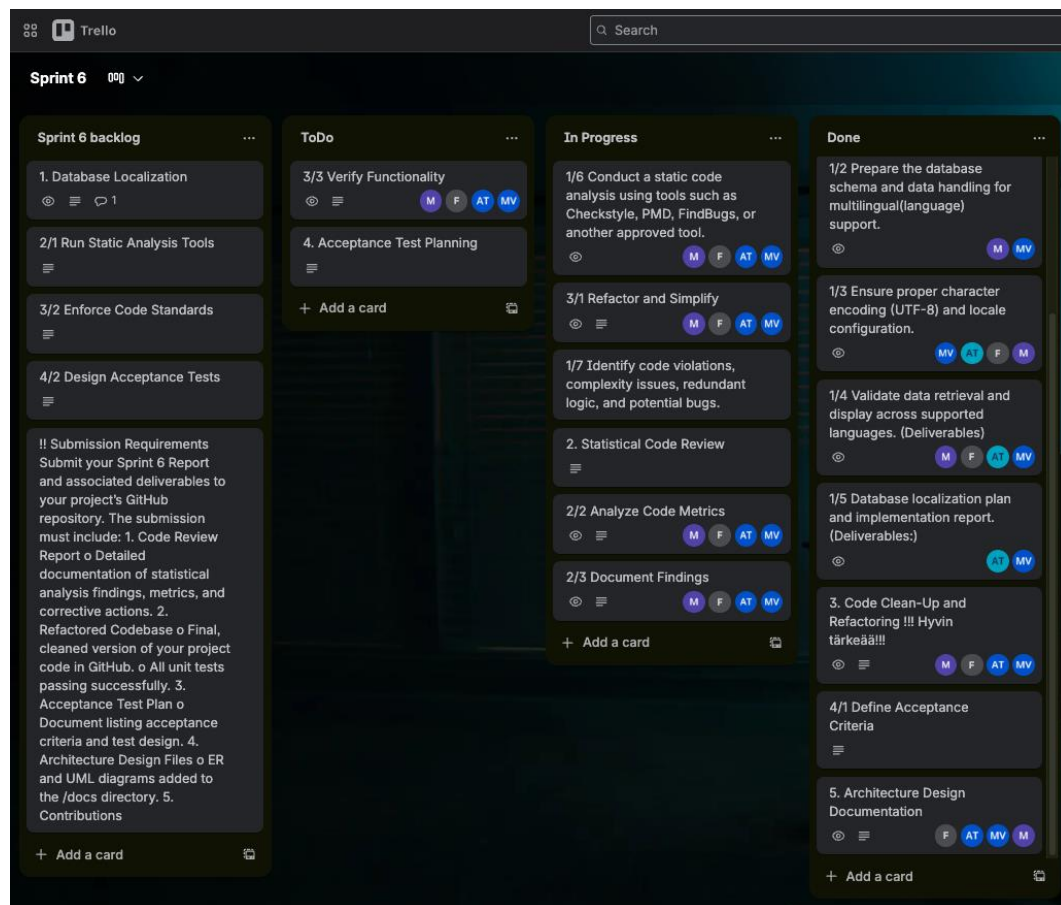 Trello
Search
Sprint 6
Sprint 6 backlog
1. Database Localization
1
2/1 Run Static Analysis Tools
3/2 Enforce Code Standards
4/2 Design Acceptance Tests
!! Submission Requirements
Submit your Sprint 6 Report
and associated deliverables to
your project's GitHub
repository. The submission
must include: 1. Code Review
Report o Detailed
documentation of statistical
analysis findings, metrics, and
corrective actions. 2.
Refactored Codebase o Final,
cleaned version of your project
code in GitHub. o All unit tests
passing successfully. 3.
Acceptance Test Plan o
Document listing acceptance
criteria and test design. 4.
Architecture Design Files o ER
and UML diagrams added to
the /docs directory. 5.
Contributions
+ Add a card
ToDo
3/3 Verify Functionality
M F AT MV
4. Acceptance Test Planning
+ Add a card
In Progress
1/6 Conduct a static code
analysis using tools such as
Checkstyle, PMD, FindBugs, or
another approved tool.
M F AT MV
3/1 Refactor and Simplify
M F AT MV
1/7 Identify code violations,
complexity issues, redundant
logic, and potential bugs.
2. Statistical Code Review
2/2 Analyze Code Metrics
M F AT MV
2/3 Document Findings
M F AT MV
+ Add a card
Done
1/2 Prepare the database
schema and data handling for
multilingual(language)
support.
M MV
1/3 Ensure proper character
encoding (UTF-8) and locale
configuration.
MV AT F M
1/4 Validate data retrieval and
display across supported
languages. (Deliverables)
M F AT MV
1/5 Database localization plan
and implementation report.
(Deliverables:)
AT MV
3. Code Clean-Up and
Refactoring !!! Hyvin
tärkeää!!!
M F AT MV
4/1 Define Acceptance
Criteria
5. Architecture Design
Documentation
F AT MV M
+ Add a card